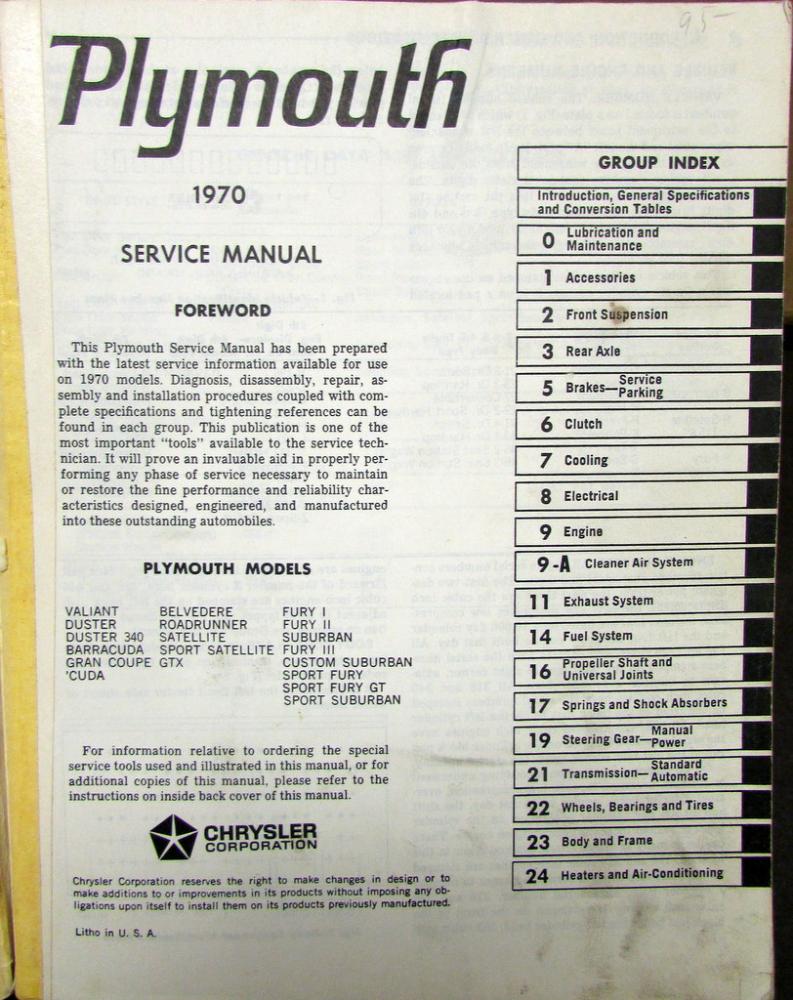 95-
Plymouth
1970
SERVICE MANUAL
FOREWORD
This Plymouth Service Manual has been prepared
with the latest service information available for use
on 1970 models. Diagnosis, disassembly, repair, as-
sembly and installation procedures coupled with com-
plete specifications and tightening references can be
found in each group. This publication is one of the
most important "tools" available to the service tech-
nician. It will prove an invaluable aid in properly per-
forming any phase of service necessary to maintain
or restore the fine performance and reliability char-
acteristics designed, engineered, and manufactured
into these outstanding automobiles.
PLYMOUTH MODELS
VALIANT BELVEDERE FURY I
DUSTER ROADRUNNER FURY II
DUSTER 340 SATELLITE SUBURBAN
BARRACUDA SPORT SATELLITE FURY III
GRAN COUPE GTX CUSTOM SUBURBAN
'CUDA SPORT FURY
SPORT FURY GT
SPORT SUBURBAN
For information relative to ordering the special
service tools used and illustrated in this manual, or for
additional copies of this manual, please refer to the
instructions on inside back cover of this manual.
CHRYSLER
CORPORATION
Chrysler Corporation reserves the right to make changes in design or to
make additions to or improvements in its products without imposing any ob-
ligations upon itself to install them on its products previously manufactured.
Litho in U. S. A.
GROUP INDEX
Introduction, General Specifications
and Conversion Tables
0 Lubrication and
Maintenance
1 Accessories
2 Front Suspension
3 Rear Axle
5 Brakes—Service
Parking
6 Clutch
7 Cooling
8 Electrical
9 Engine
9-A Cleaner Air System
11 Exhaust System
14 Fuel System
16 Propeller Shaft and
Universal Joints
17 Springs and Shock Absorbers
19 Steering Gear—Manual
Power
21 Transmission—Standard
Automatic
22 Wheels, Bearings and Tires
23 Body and Frame
24 Heaters and Air-Conditioning